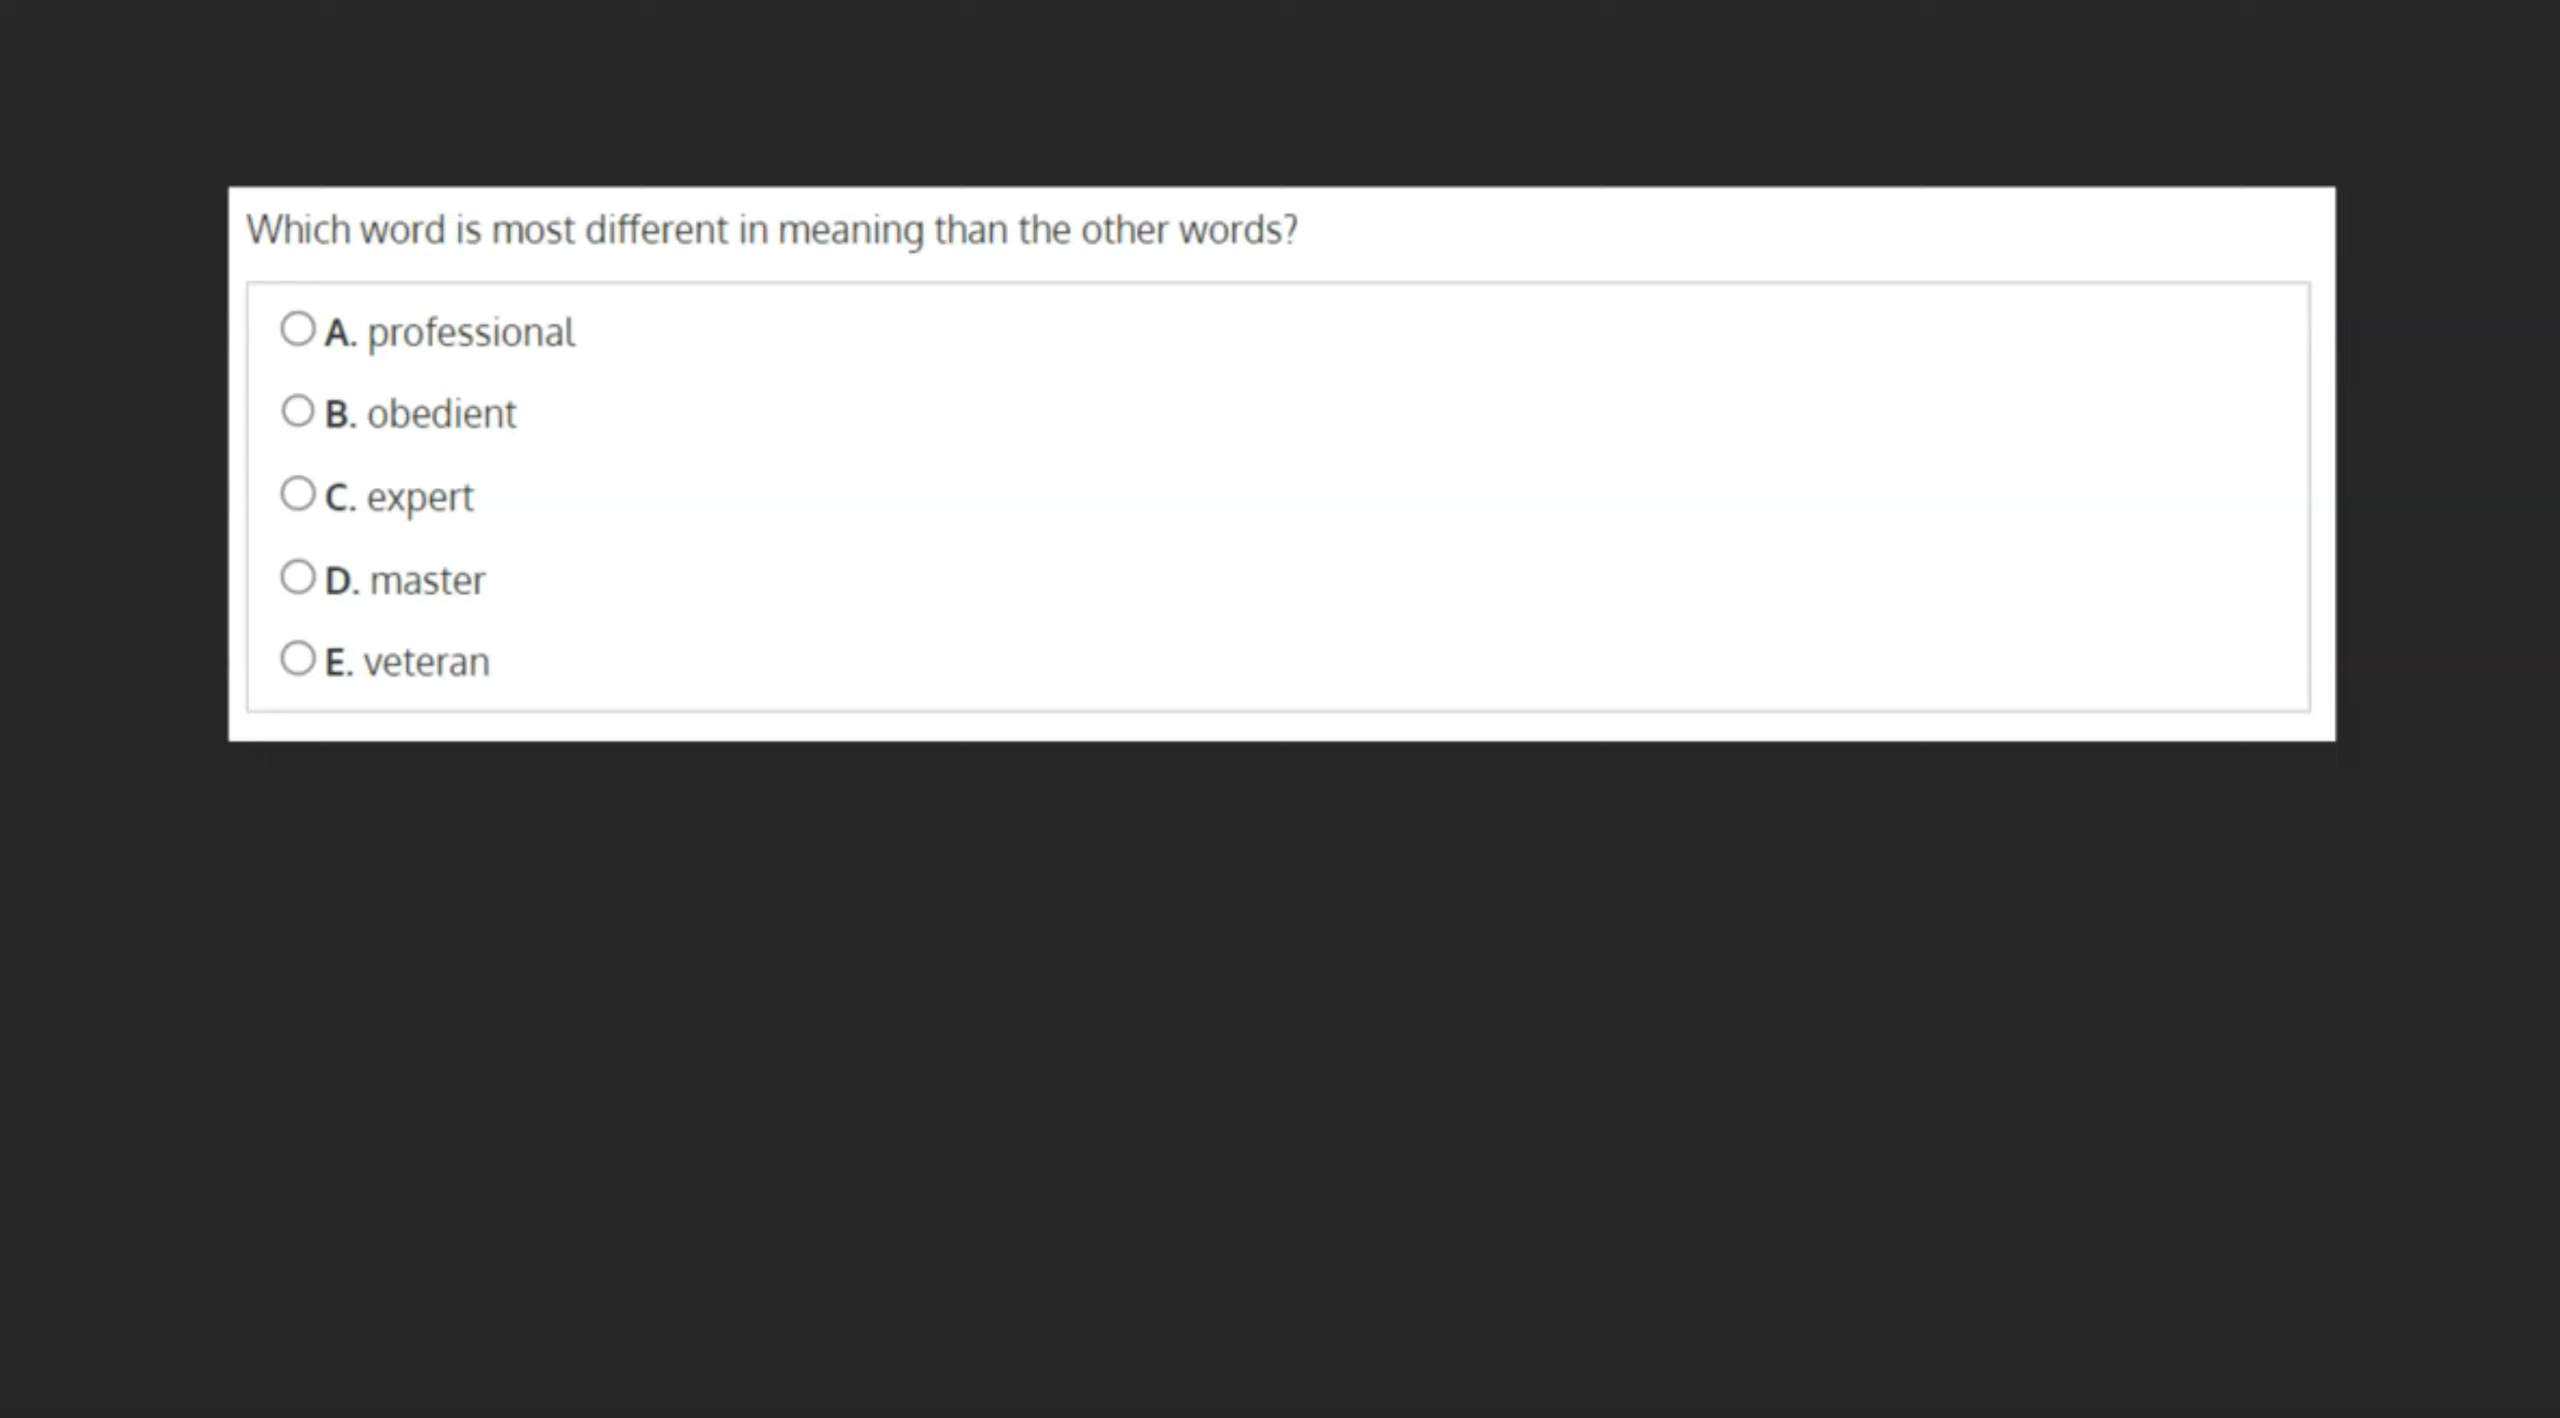 Which word is most different in meaning than the other words?
A. professional
B. obedient
C. expert
D. master
E. veteran